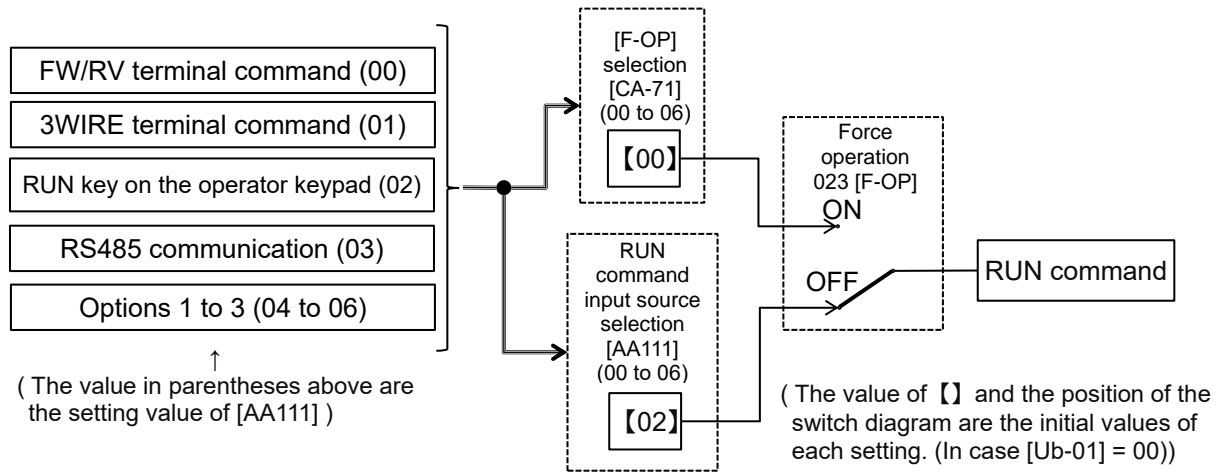 FW/RV terminal command (00)
3WIRE terminal command (01)
RUN key on the operator keypad (02)
RS485 communication (03)
Options 1 to 3 (04 to 06)
↑
( The value in parentheses above are
the setting value of [AA111] )
[F-OP]
selection
[CA-71]
(00 to 06)
【00】
RUN
command
input source
selection
[AA111]
(00 to 06)
【02】
Force
operation
023 [F-OP]
ON
OFF
RUN command
( The value of【】and the position of the
switch diagram are the initial values of
each setting. (In case [Ub-01] = 00))